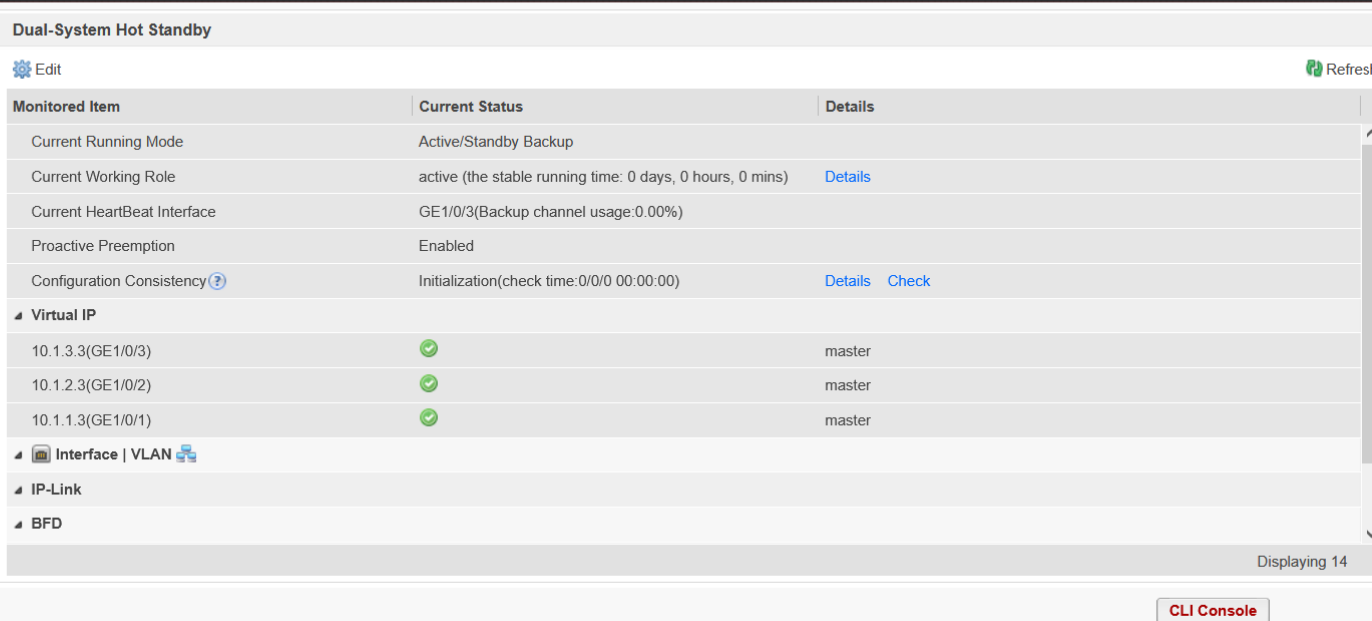 Dual-System Hot Standby
Edit
Refres
Monitored Item Current Status Details
Current Running Mode Active/Standby Backup
Current Working Role active (the stable running time: 0 days, 0 hours, 0 mins) Details
Current HeartBeat Interface GE1/0/3(Backup channel usage:0.00%)
Proactive Preemption Enabled
Configuration Consistency ? Initialization(check time:0/0/0 00:00:00) Details Check
Virtual IP
10.1.3.3(GE1/0/3) master
10.1.2.3(GE1/0/2) master
10.1.1.3(GE1/0/1) master
Interface | VLAN
IP-Link
BFD
Displaying 14
CLI Console